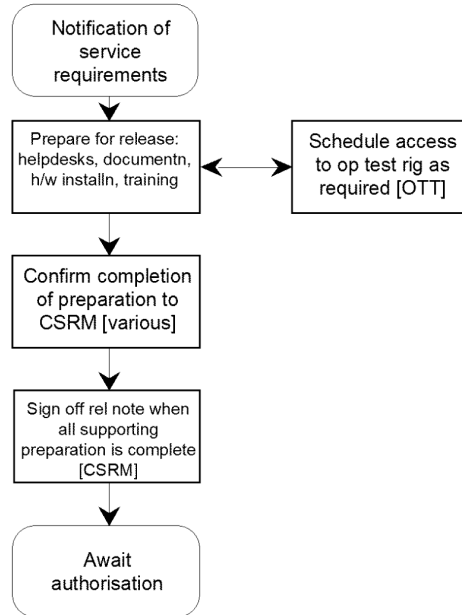 Notification of
service
requirements
Prepare for release:
helpdesks, documentn,
h/w installn, training
Schedule access
to op test rig as
required [OTT]
Confirm completion
of preparation to
CSRM [various]
Sign off rel note when
all supporting
preparation is complete
[CSRM]
Await
authorisation